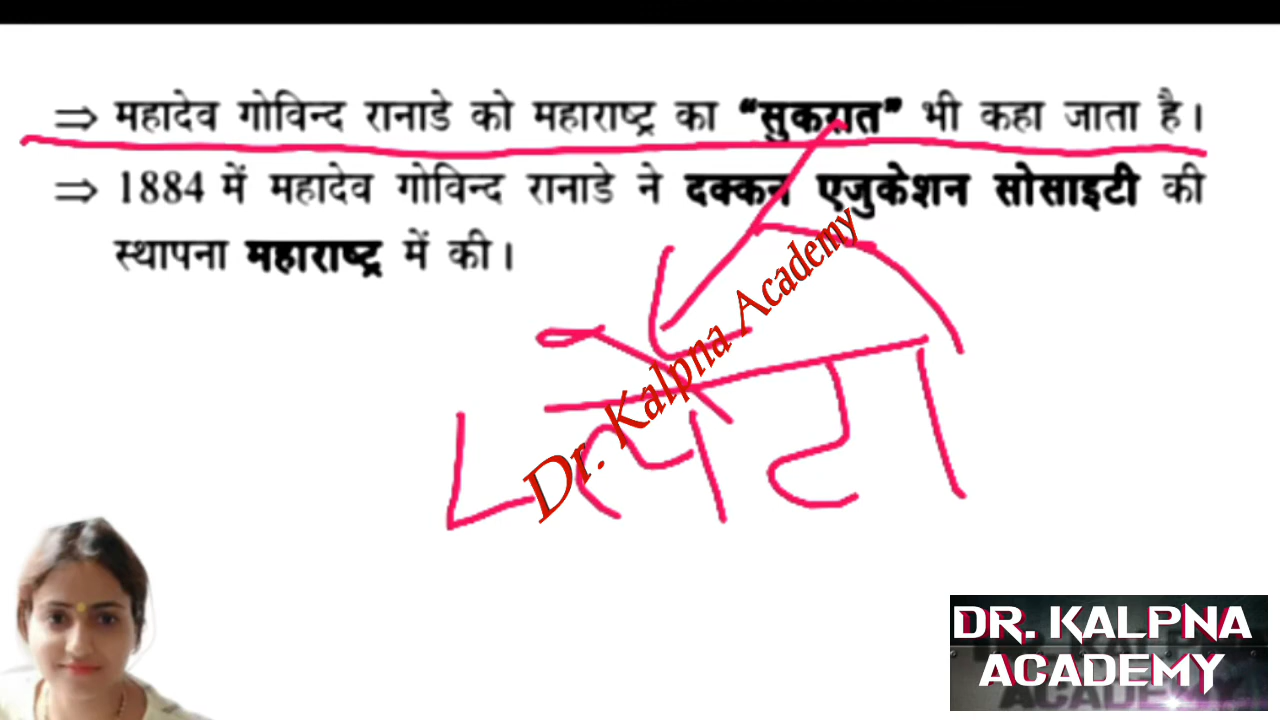 ⇒ महादेव गोविन्द रानाडे को महाराष्ट्र का “सुकरात” भी कहा जाता है।
⇒ 1884 में महादेव गोविन्द रानाडे ने दक्कन एजुकेशन सोसाइटी की
स्थापना महाराष्ट्र में की।
Dr. Kalpna Academy
DR. KALPNA
ACADEMY